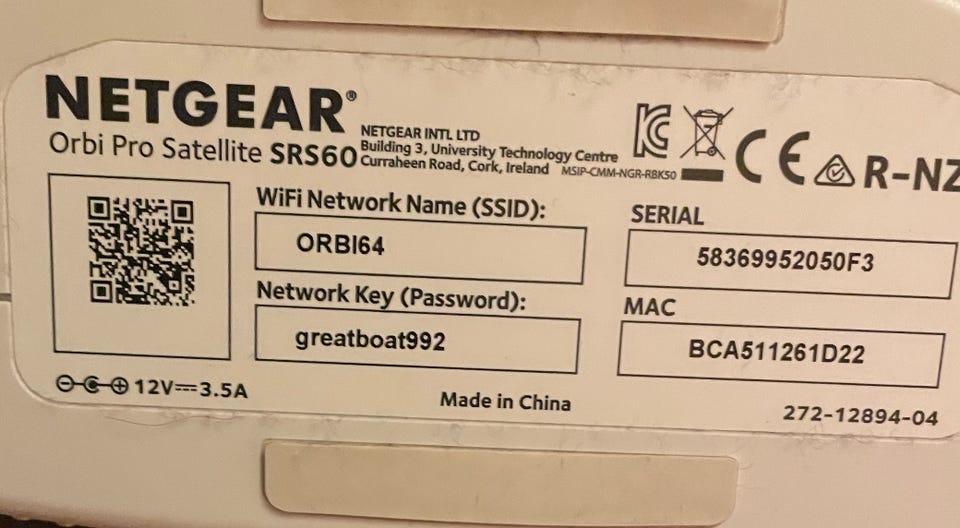 NETGEAR®
Orbi Pro Satellite SRS60
NETGEAR INTL LTD
Building 3, University Technology Centre
Curraheen Road, Cork, Ireland MSIP-CMM-NGR-RBK50
CE R-NZ
WiFi Network Name (SSID):
ORBI64
SERIAL
58369952050F3
Network Key (Password):
greatboat992
MAC
BCA511261D22
12V⎓3.5A
Made in China
272-12894-04